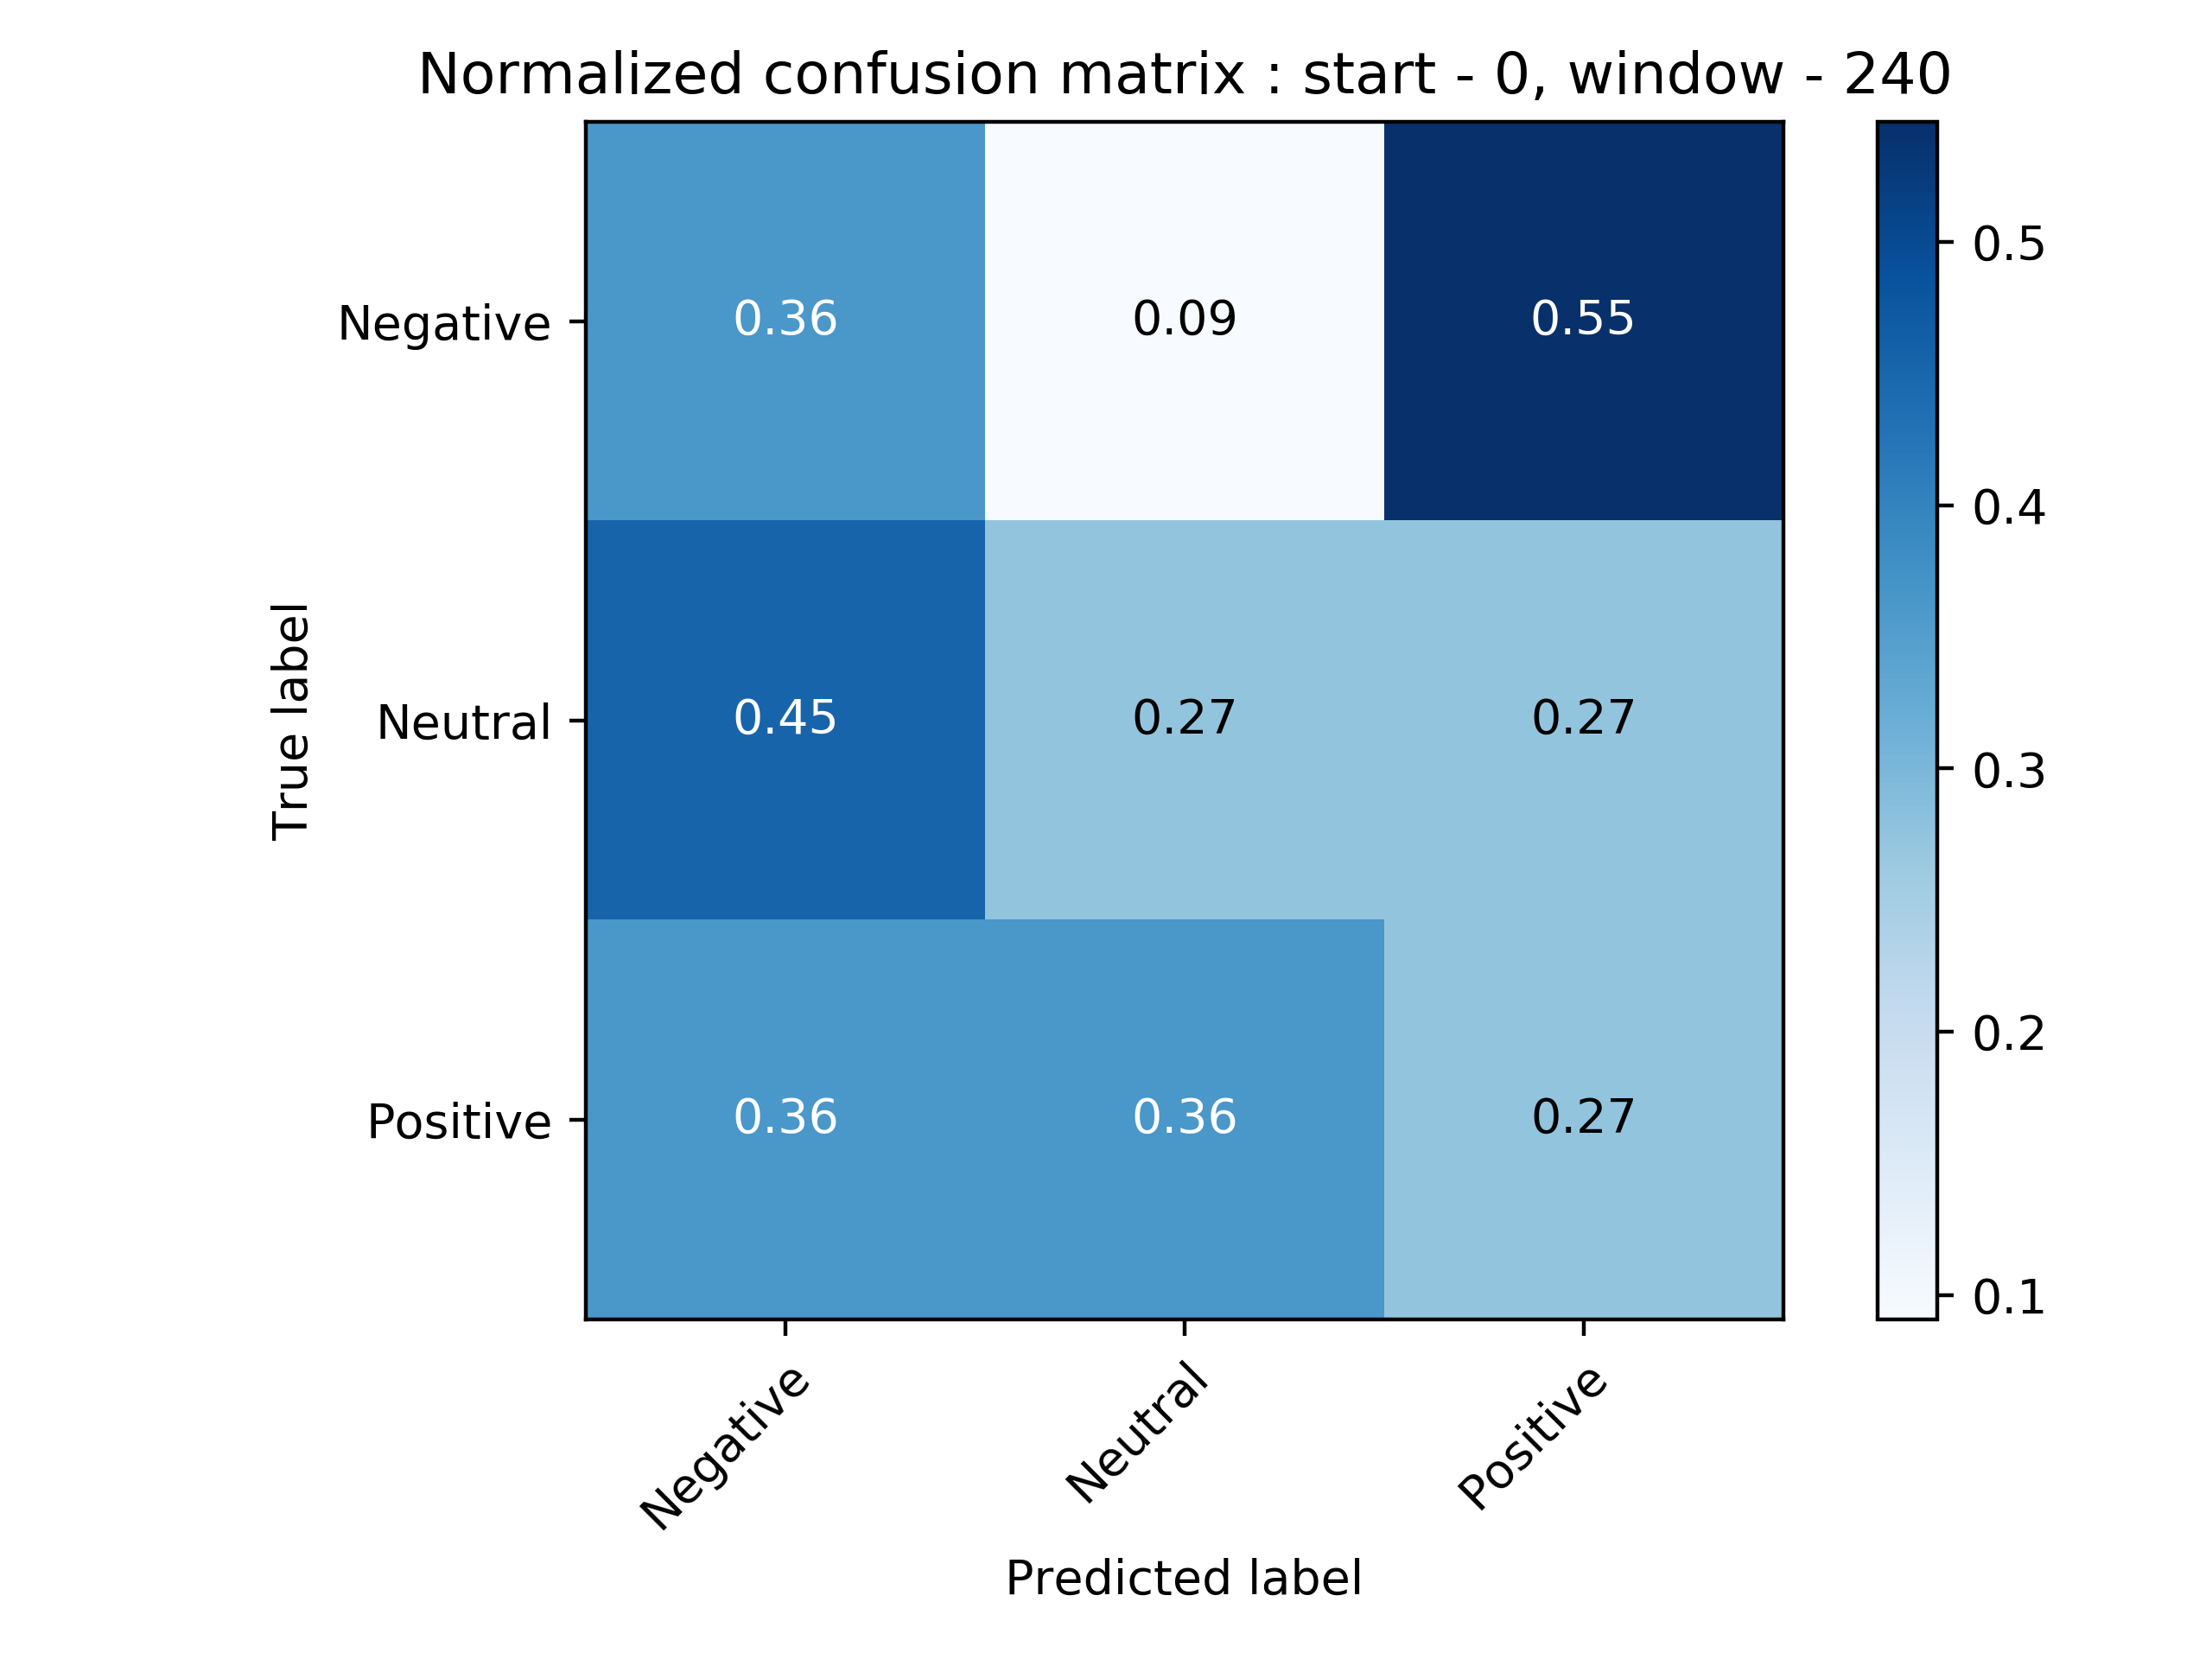 Normalized confusion matrix : start - 0, window - 240
True label
Negative
0.36 0.09 0.55
Neutral
0.45 0.27 0.27
Positive
0.36 0.36 0.27
Negative
Neutral
Positive
Predicted label
0.5
0.4
0.3
0.2
0.1